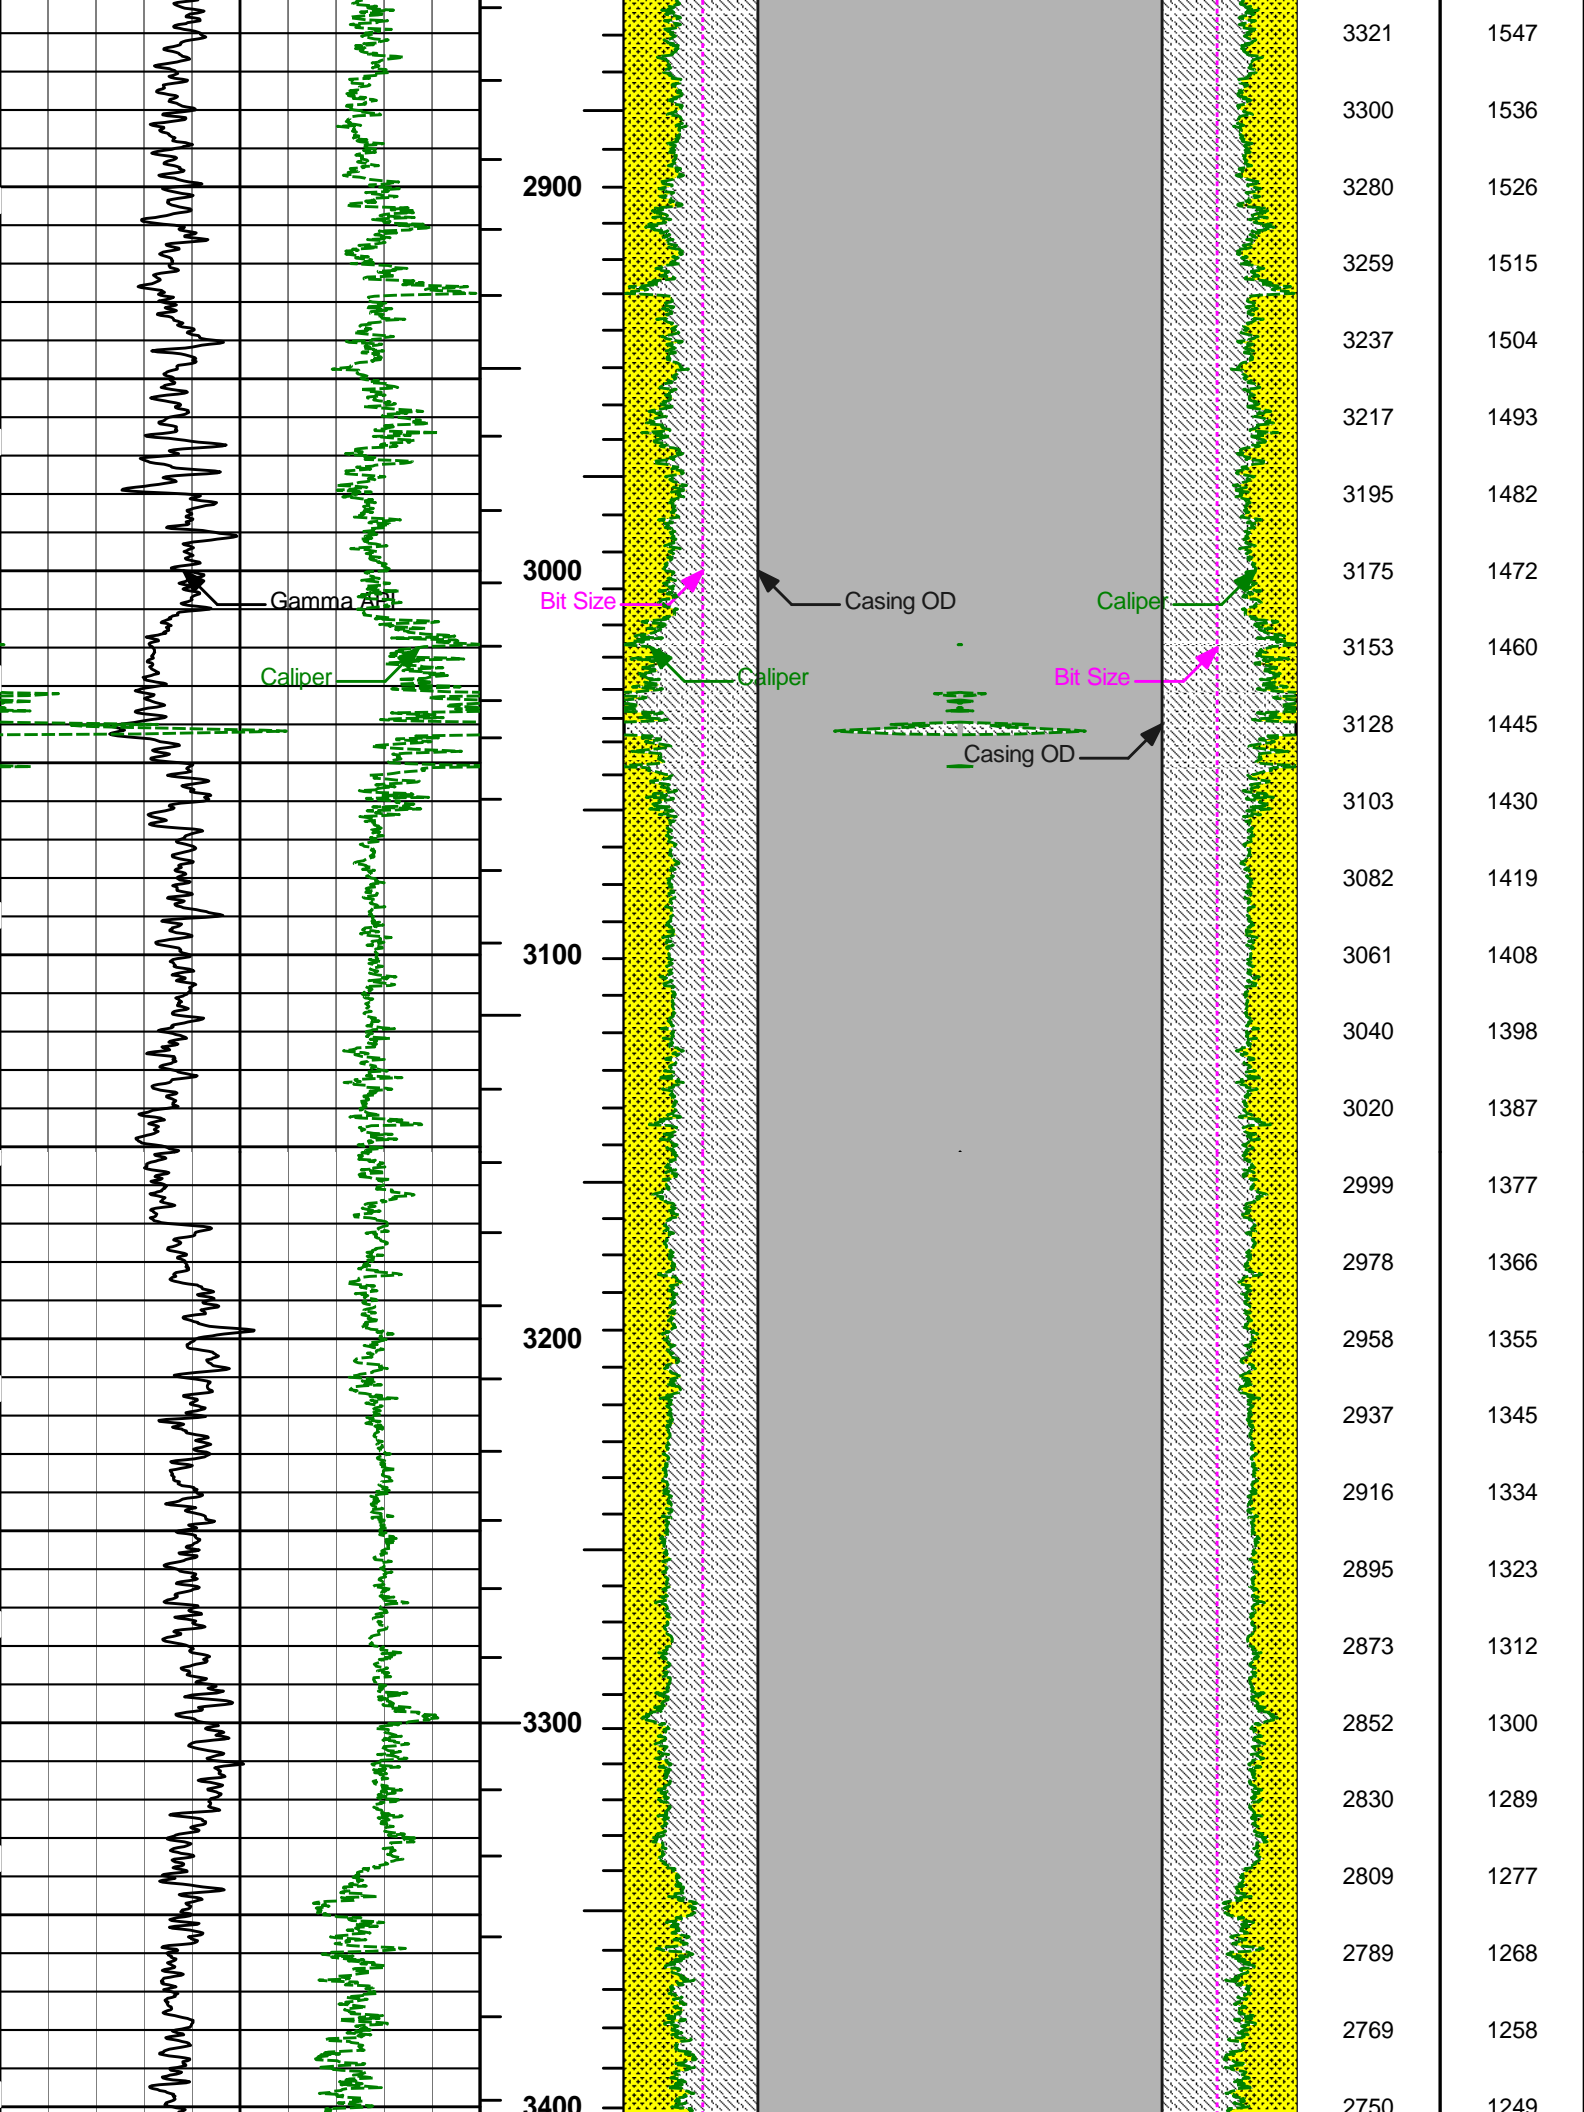 3321 1547
3300 1536
2900 3280 1526
3259 1515
3237 1504
3217 1493
3195 1482
3000 3175 1472
Gamma API Bit Size Casing OD Caliper
3153 1460
Caliper Caliper Bit Size
3128 1445
Casing OD
3103 1430
3082 1419
3100 3061 1408
3040 1398
3020 1387
2999 1377
2978 1366
3200 2958 1355
2937 1345
2916 1334
2895 1323
2873 1312
3300 2852 1300
2830 1289
2809 1277
2789 1268
2769 1258
3400 2750 1249